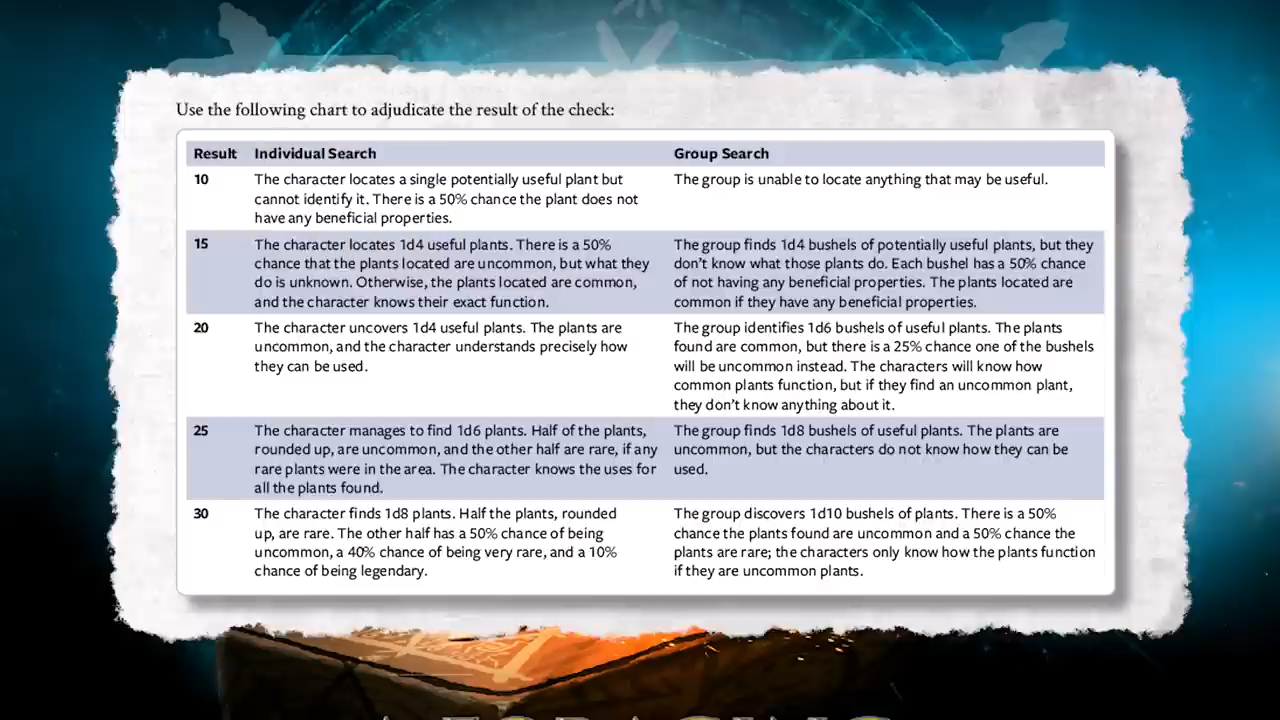 Use the following chart to adjudicate the result of the check:
Result Individual Search Group Search
10 The character locates a single potentially useful plant but
cannot identify it. There is a 50% chance the plant does not
have any beneficial properties.
The group is unable to locate anything that may be useful.
15 The character locates 1d4 useful plants. There is a 50%
chance that the plants located are uncommon, but what they
do is unknown. Otherwise, the plants located are common,
and the character knows their exact function.
The group finds 1d4 bushels of potentially useful plants, but they
don't know what those plants do. Each bushel has a 50% chance
of not having any beneficial properties. The plants located are
common if they have any beneficial properties.
20 The character uncovers 1d4 useful plants. The plants are
uncommon, and the character understands precisely how
they can be used.
The group identifies 1d6 bushels of useful plants. The plants
found are common, but there is a 25% chance one of the bushels
will be uncommon instead. The characters will know how
common plants function, but if they find an uncommon plant,
they don't know anything about it.
25 The character manages to find 1d6 plants. Half of the plants,
rounded up, are uncommon, and the other half are rare, if any
rare plants were in the area. The character knows the uses for
all the plants found.
The group finds 1d8 bushels of useful plants. The plants are
uncommon, but the characters do not know how they can be
used.
30 The character finds 1d8 plants. Half the plants, rounded
up, are rare. The other half has a 50% chance of being
uncommon, a 40% chance of being very rare, and a 10%
chance of being legendary.
The group discovers 1d10 bushels of plants. There is a 50%
chance the plants found are uncommon and a 50% chance the
plants are rare; the characters only know how the plants function
if they are uncommon plants.